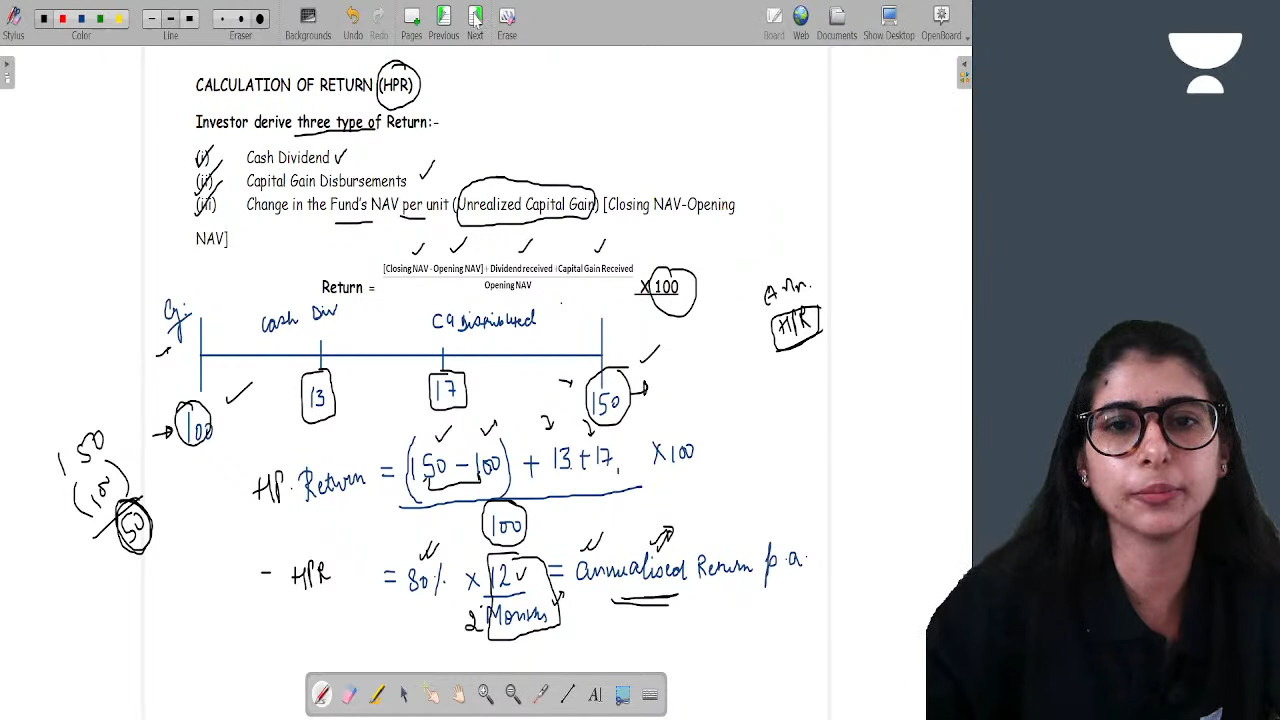 Stylus Color Line Eraser Backgrounds Undo Redo Pages Previous Next Erase Board Web Documents Show Desktop OpenBoard
CALCULATION OF RETURN (HPR)
Investor derive three type of Return:-
(i) Cash Dividend
(ii) Capital Gain Disbursements
(iii) Change in the Fund's NAV per unit (Unrealized Capital Gain) [Closing NAV-Opening
NAV]
[Closing NAV - Opening NAV] + Dividend received + Capital Gain Received
Return = X 100
Opening NAV
Eg:
Cash Div CG Distributed
HPR
100 13 17 150
150
(100)
50
HP. Return = (150 - 100) + 13 + 17 X100
100
- HPR = 80% × 12 = Annualised Return p.a.
2 Months